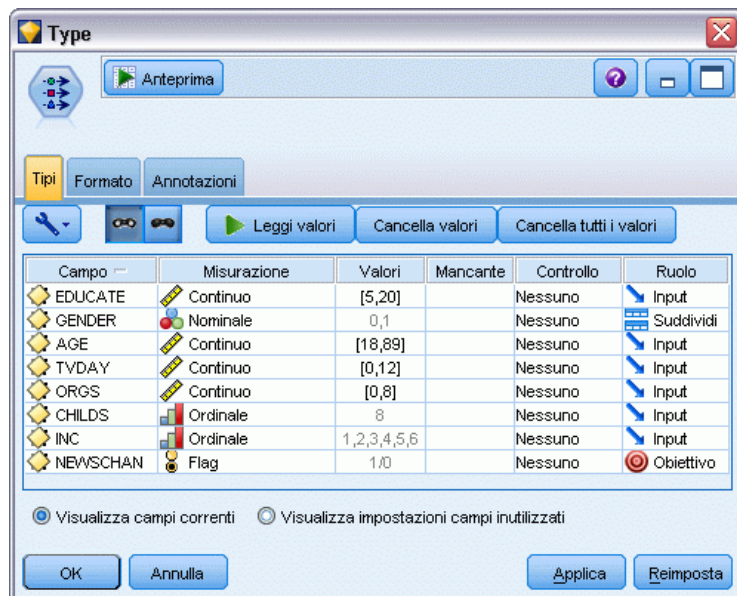 Type
Anteprima
Tipi Formato Annotazioni
Leggi valori Cancella valori Cancella tutti i valori
Campo Misurazione Valori Mancante Controllo Ruolo
EDUCATE Continuo [5,20] Nessuno Input
GENDER Nominale 0,1 Nessuno Suddividi
AGE Continuo [18,89] Nessuno Input
TVDAY Continuo [0,12] Nessuno Input
ORGS Continuo [0,8] Nessuno Input
CHILDS Ordinale 8 Nessuno Input
INC Ordinale 1,2,3,4,5,6 Nessuno Input
NEWSCHAN Flag 1/0 Nessuno Obiettivo
Visualizza campi correnti Visualizza impostazioni campi inutilizzati
OK Annulla Applica Reimposta